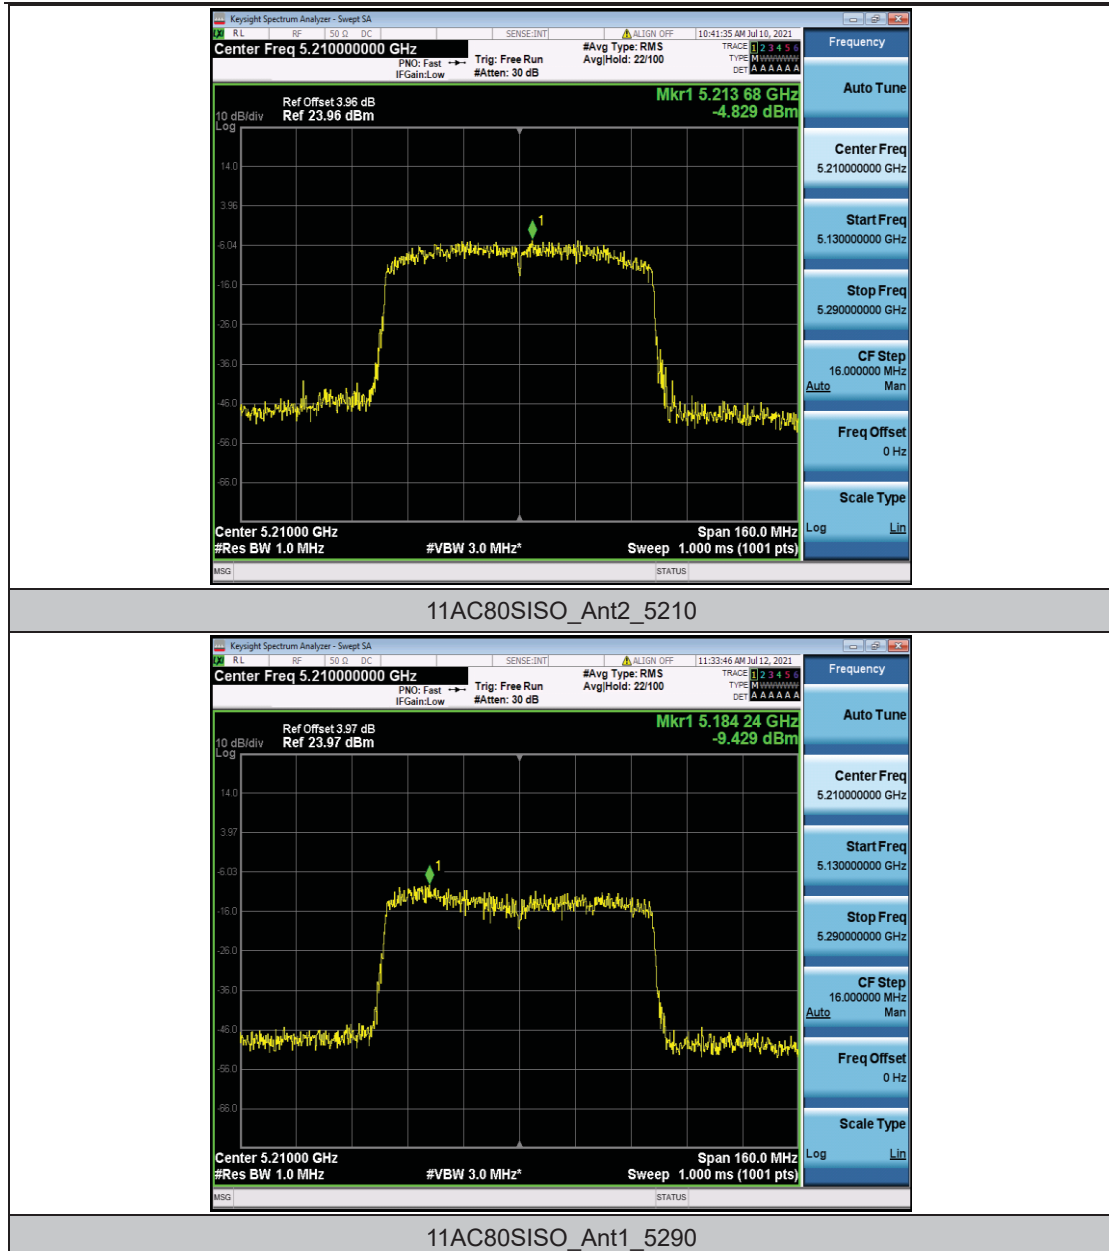 Keysight Spectrum Analyzer - Swept SA
RL RF 50 Ω DC SENSE:INT ALIGN OFF 10:41:35 AM Jul 10, 2021
Center Freq 5.210000000 GHz
PNO: Fast
IFGain:Low
Trig: Free Run
#Atten: 30 dB
#Avg Type: RMS
Avg|Hold: 22/100
TRACE 1 2 3 4 5 6
TYPE M W W W W W
DET A A A A A A
Mkr1 5.213 68 GHz
-4.829 dBm
Ref Offset 3.96 dB
10 dB/div Ref 23.96 dBm
Log
14.0
3.96
-6.04
-16.0
-26.0
-36.0
-46.0
-56.0
-66.0
1
Center 5.21000 GHz Span 160.0 MHz
#Res BW 1.0 MHz #VBW 3.0 MHz* Sweep 1.000 ms (1001 pts)
MSG STATUS
Frequency
Auto Tune
Center Freq
5.210000000 GHz
Start Freq
5.130000000 GHz
Stop Freq
5.290000000 GHz
CF Step
16.000000 MHz
Auto Man
Freq Offset
0 Hz
Scale Type
Log Lin
11AC80SISO_Ant2_5210
Keysight Spectrum Analyzer - Swept SA
RL RF 50 Ω DC SENSE:INT ALIGN OFF 11:33:46 AM Jul 12, 2021
Center Freq 5.210000000 GHz
PNO: Fast
IFGain:Low
Trig: Free Run
#Atten: 30 dB
#Avg Type: RMS
Avg|Hold: 22/100
TRACE 1 2 3 4 5 6
TYPE M W W W W W
DET A A A A A A
Mkr1 5.184 24 GHz
-9.429 dBm
Ref Offset 3.97 dB
10 dB/div Ref 23.97 dBm
Log
14.0
3.97
-6.03
-16.0
-26.0
-36.0
-46.0
-56.0
-66.0
1
Center 5.21000 GHz Span 160.0 MHz
#Res BW 1.0 MHz #VBW 3.0 MHz* Sweep 1.000 ms (1001 pts)
MSG STATUS
Frequency
Auto Tune
Center Freq
5.210000000 GHz
Start Freq
5.130000000 GHz
Stop Freq
5.290000000 GHz
CF Step
16.000000 MHz
Auto Man
Freq Offset
0 Hz
Scale Type
Log Lin
11AC80SISO_Ant1_5290